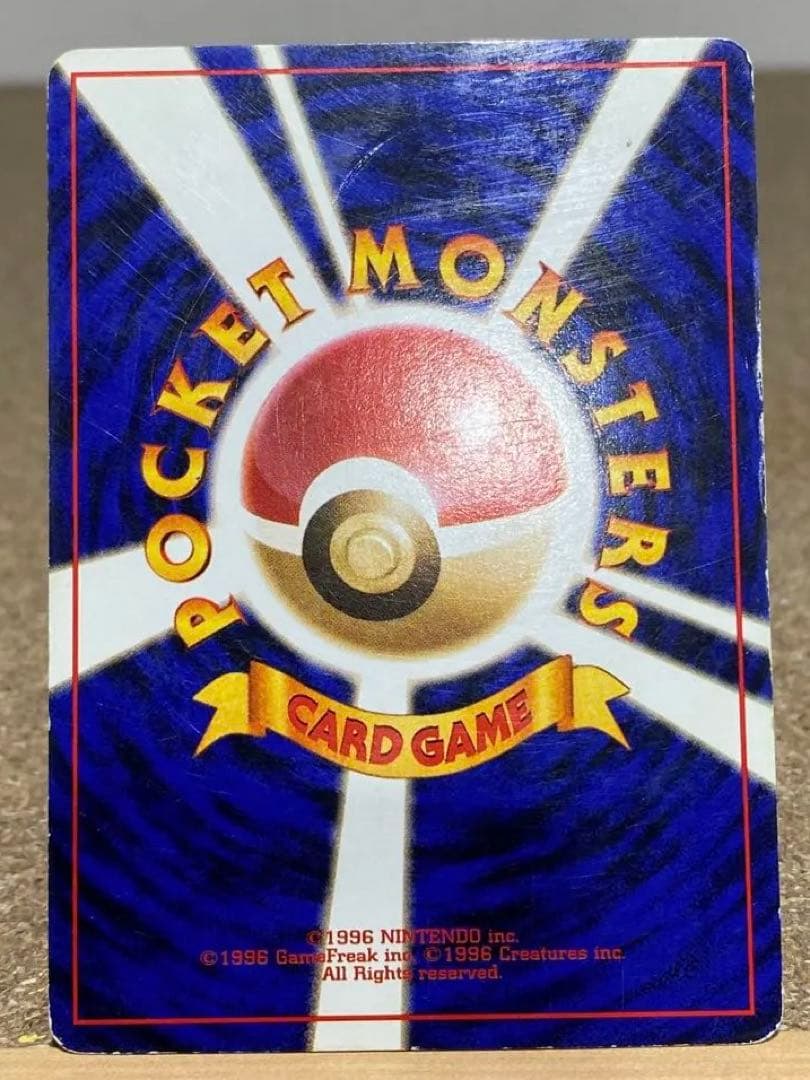 POCKET MONSTERS
CARD GAME
©1996 NINTENDO inc.
©1996 GameFreak inc. ©1996 Creatures inc.
All Rights reserved.